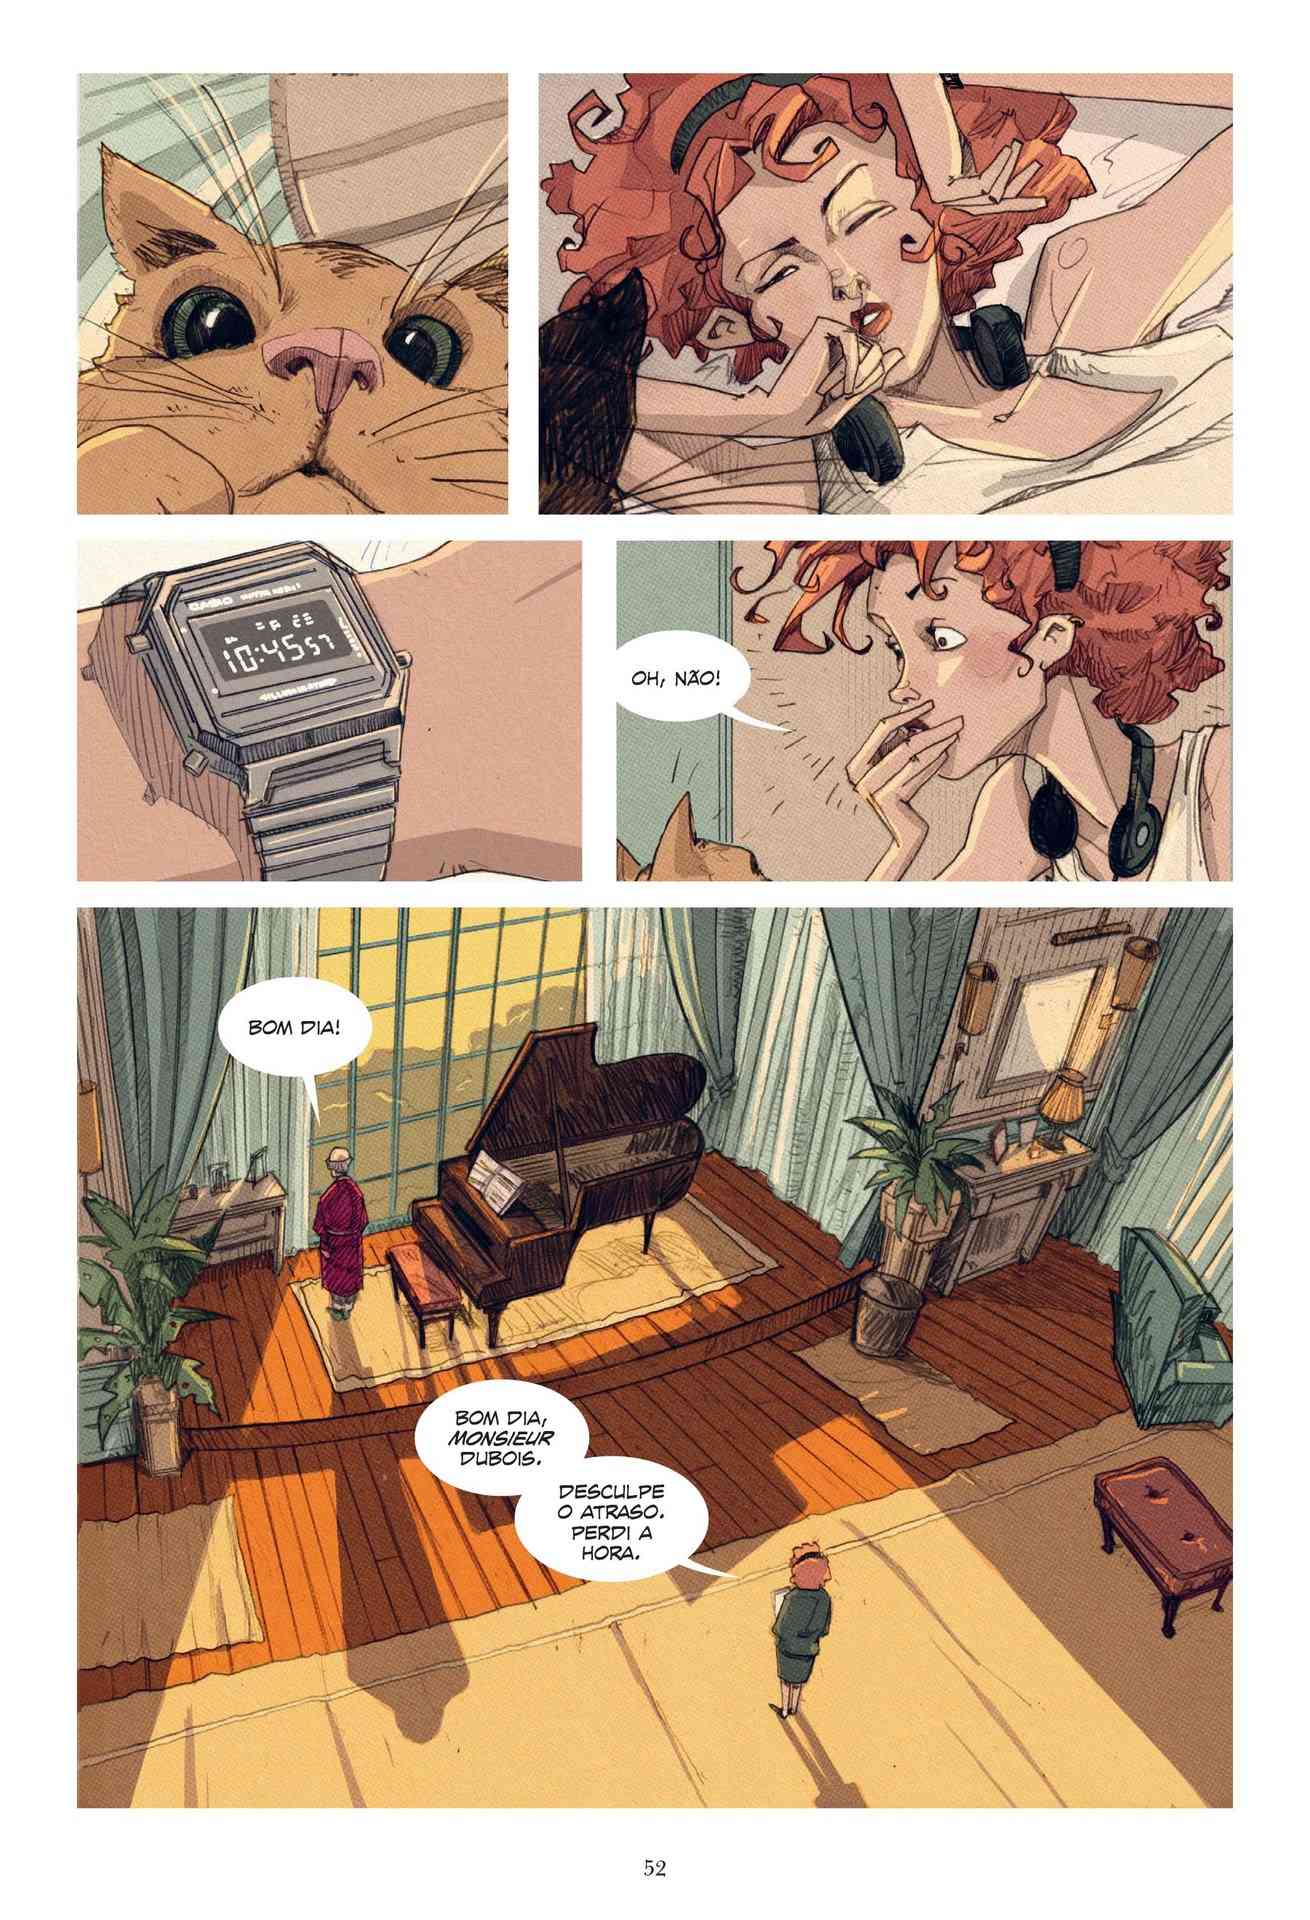 CASIO
10:45 57
OH, NÃO!
BOM DIA!
BOM DIA,
MONSIEUR
DUBOIS.
DESCULPE
O ATRASO.
PERDI A
HORA.
52